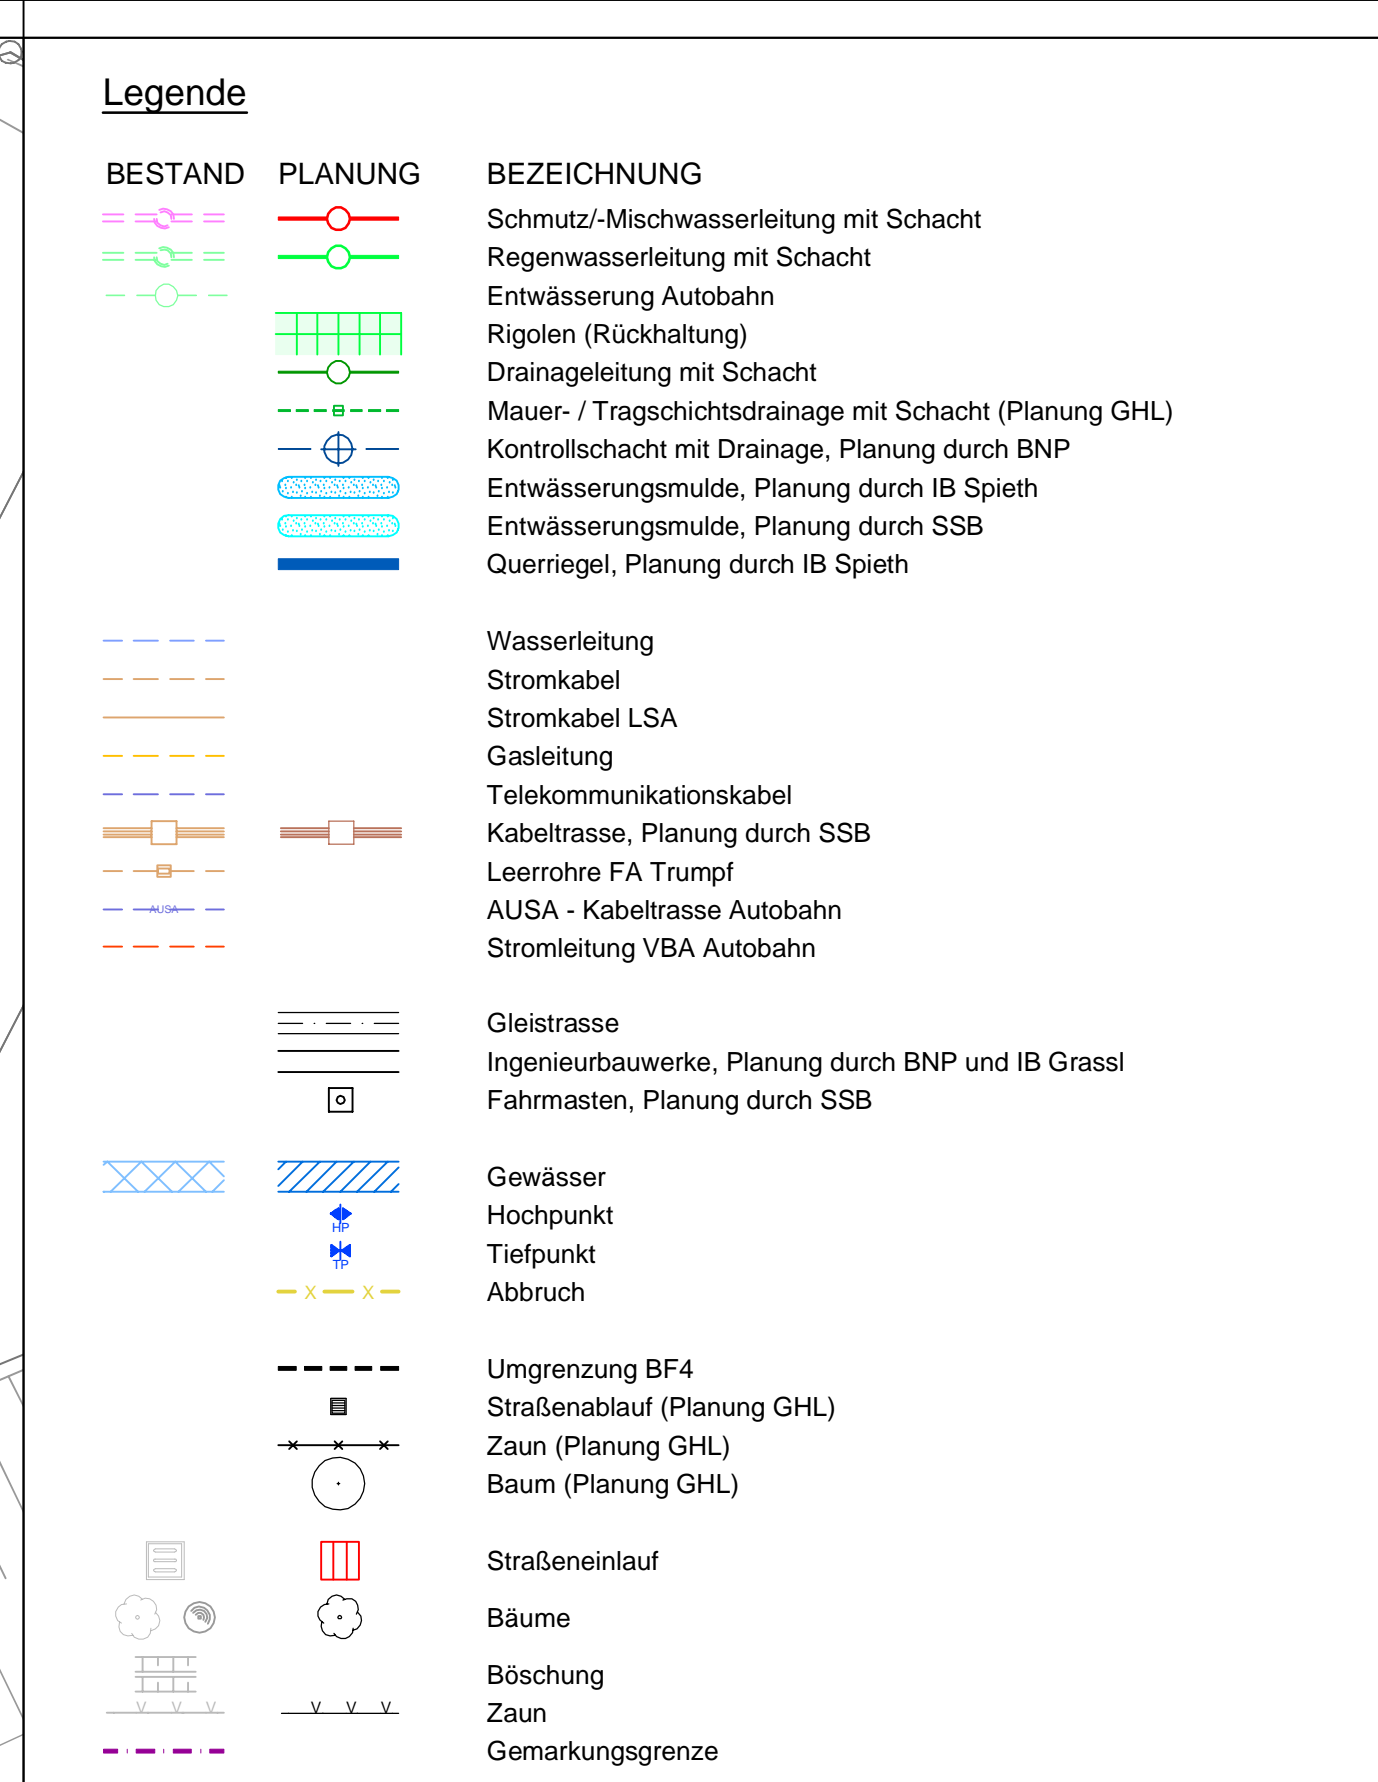 Legende
BESTAND PLANUNG BEZEICHNUNG
Schmutz/-Mischwasserleitung mit Schacht
Regenwasserleitung mit Schacht
Entwässerung Autobahn
Rigolen (Rückhaltung)
Drainageleitung mit Schacht
Mauer- / Tragschichtsdrainage mit Schacht (Planung GHL)
Kontrollschacht mit Drainage, Planung durch BNP
Entwässerungsmulde, Planung durch IB Spieth
Entwässerungsmulde, Planung durch SSB
Querriegel, Planung durch IB Spieth
Wasserleitung
Stromkabel
Stromkabel LSA
Gasleitung
Telekommunikationskabel
Kabeltrasse, Planung durch SSB
Leerrohre FA Trumpf
AUSA AUSA - Kabeltrasse Autobahn
Stromleitung VBA Autobahn
Gleistrasse
Ingenieurbauwerke, Planung durch BNP und IB Grassl
Fahrmasten, Planung durch SSB
Gewässer
HP Hochpunkt
TP Tiefpunkt
X X Abbruch
Umgrenzung BF4
Straßenablauf (Planung GHL)
Zaun (Planung GHL)
Baum (Planung GHL)
Straßeneinlauf
Bäume
Böschung
Zaun
Gemarkungsgrenze